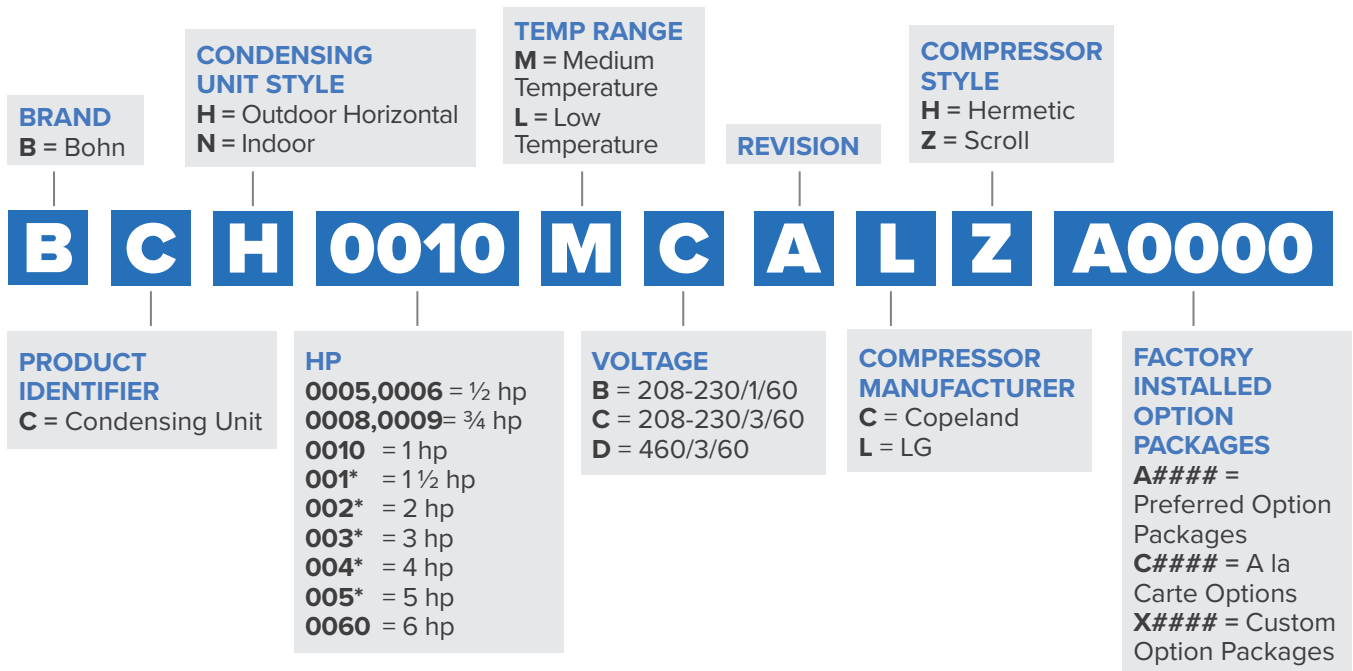 BRAND
B = Bohn
CONDENSING
UNIT STYLE
H = Outdoor Horizontal
N = Indoor
TEMP RANGE
M = Medium
Temperature
L = Low
Temperature
REVISION
COMPRESSOR
STYLE
H = Hermetic
Z = Scroll
B C H 0010 M C A L Z A0000
PRODUCT
IDENTIFIER
C = Condensing Unit
HP
0005,0006 = ½ hp
0008,0009= ¾ hp
0010 = 1 hp
001* = 1 ½ hp
002* = 2 hp
003* = 3 hp
004* = 4 hp
005* = 5 hp
0060 = 6 hp
VOLTAGE
B = 208-230/1/60
C = 208-230/3/60
D = 460/3/60
COMPRESSOR
MANUFACTURER
C = Copeland
L = LG
FACTORY
INSTALLED
OPTION
PACKAGES
A#### =
Preferred Option
Packages
C#### = A la
Carte Options
X#### = Custom
Option Packages